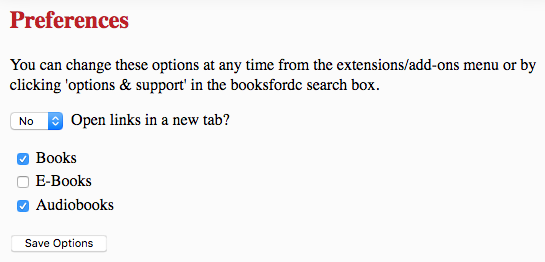 Preferences
You can change these options at any time from the extensions/add-ons menu or by
clicking 'options & support' in the booksfordc search box.
No Open links in a new tab?
Books
E-Books
Audiobooks
Save Options